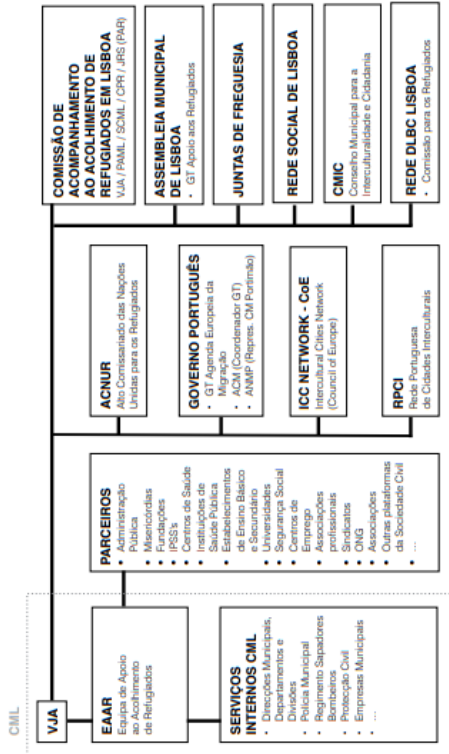 CML
VJA
EAAR
Equipa de Apoio
ao Acolhimento
de Refugiados
SERVIÇOS
INTERNOS CML
• Direcções Municipais,
Departamentos e
Divisões
• Polícia Municipal
• Regimento Sapadores
Bombeiros
• Protecção Civil
• Empresas Municipais
• ...
PARCEIROS
• Administração
Pública
• Misericórdias
• Fundações
• IPSS's
• Centros de Saúde
• Instituições de
Saúde Pública
• Estabelecimentos
de Ensino Básico
e Secundário
• Universidades
• Segurança Social
• Centros de
Emprego
• Associações
profissionais
• Sindicatos
• ONG
• Associações
• Outras plataformas
da Sociedade Civil
• ...
ACNUR
Alto Comissariado das Nações
Unidas para os Refugiados
GOVERNO PORTUGUÊS
• GT Agenda Europeia da
Migração
• ACM (Coordenador GT)
• ANMP (Repres. CM Portimão)
ICC NETWORK - CoE
Intercultural Cities Network
(Council of Europe)
RPCI
Rede Portuguesa
de Cidades Interculturais
COMISSÃO DE
ACOMPANHAMENTO
AO ACOLHIMENTO DE
REFUGIADOS EM LISBOA
VJA / PAML / SCML / CPR / JRS (PAR)
ASSEMBLEIA MUNICIPAL
DE LISBOA
• GT Apoio aos Refugiados
JUNTAS DE FREGUESIA
REDE SOCIAL DE LISBOA
CMIC
Conselho Municipal para a
Interculturalidade e Cidadania
REDE DLBC LISBOA
• Comissão para os Refugiados